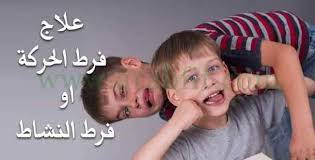 علاج
فرط الحركة
او
فرط النشاط